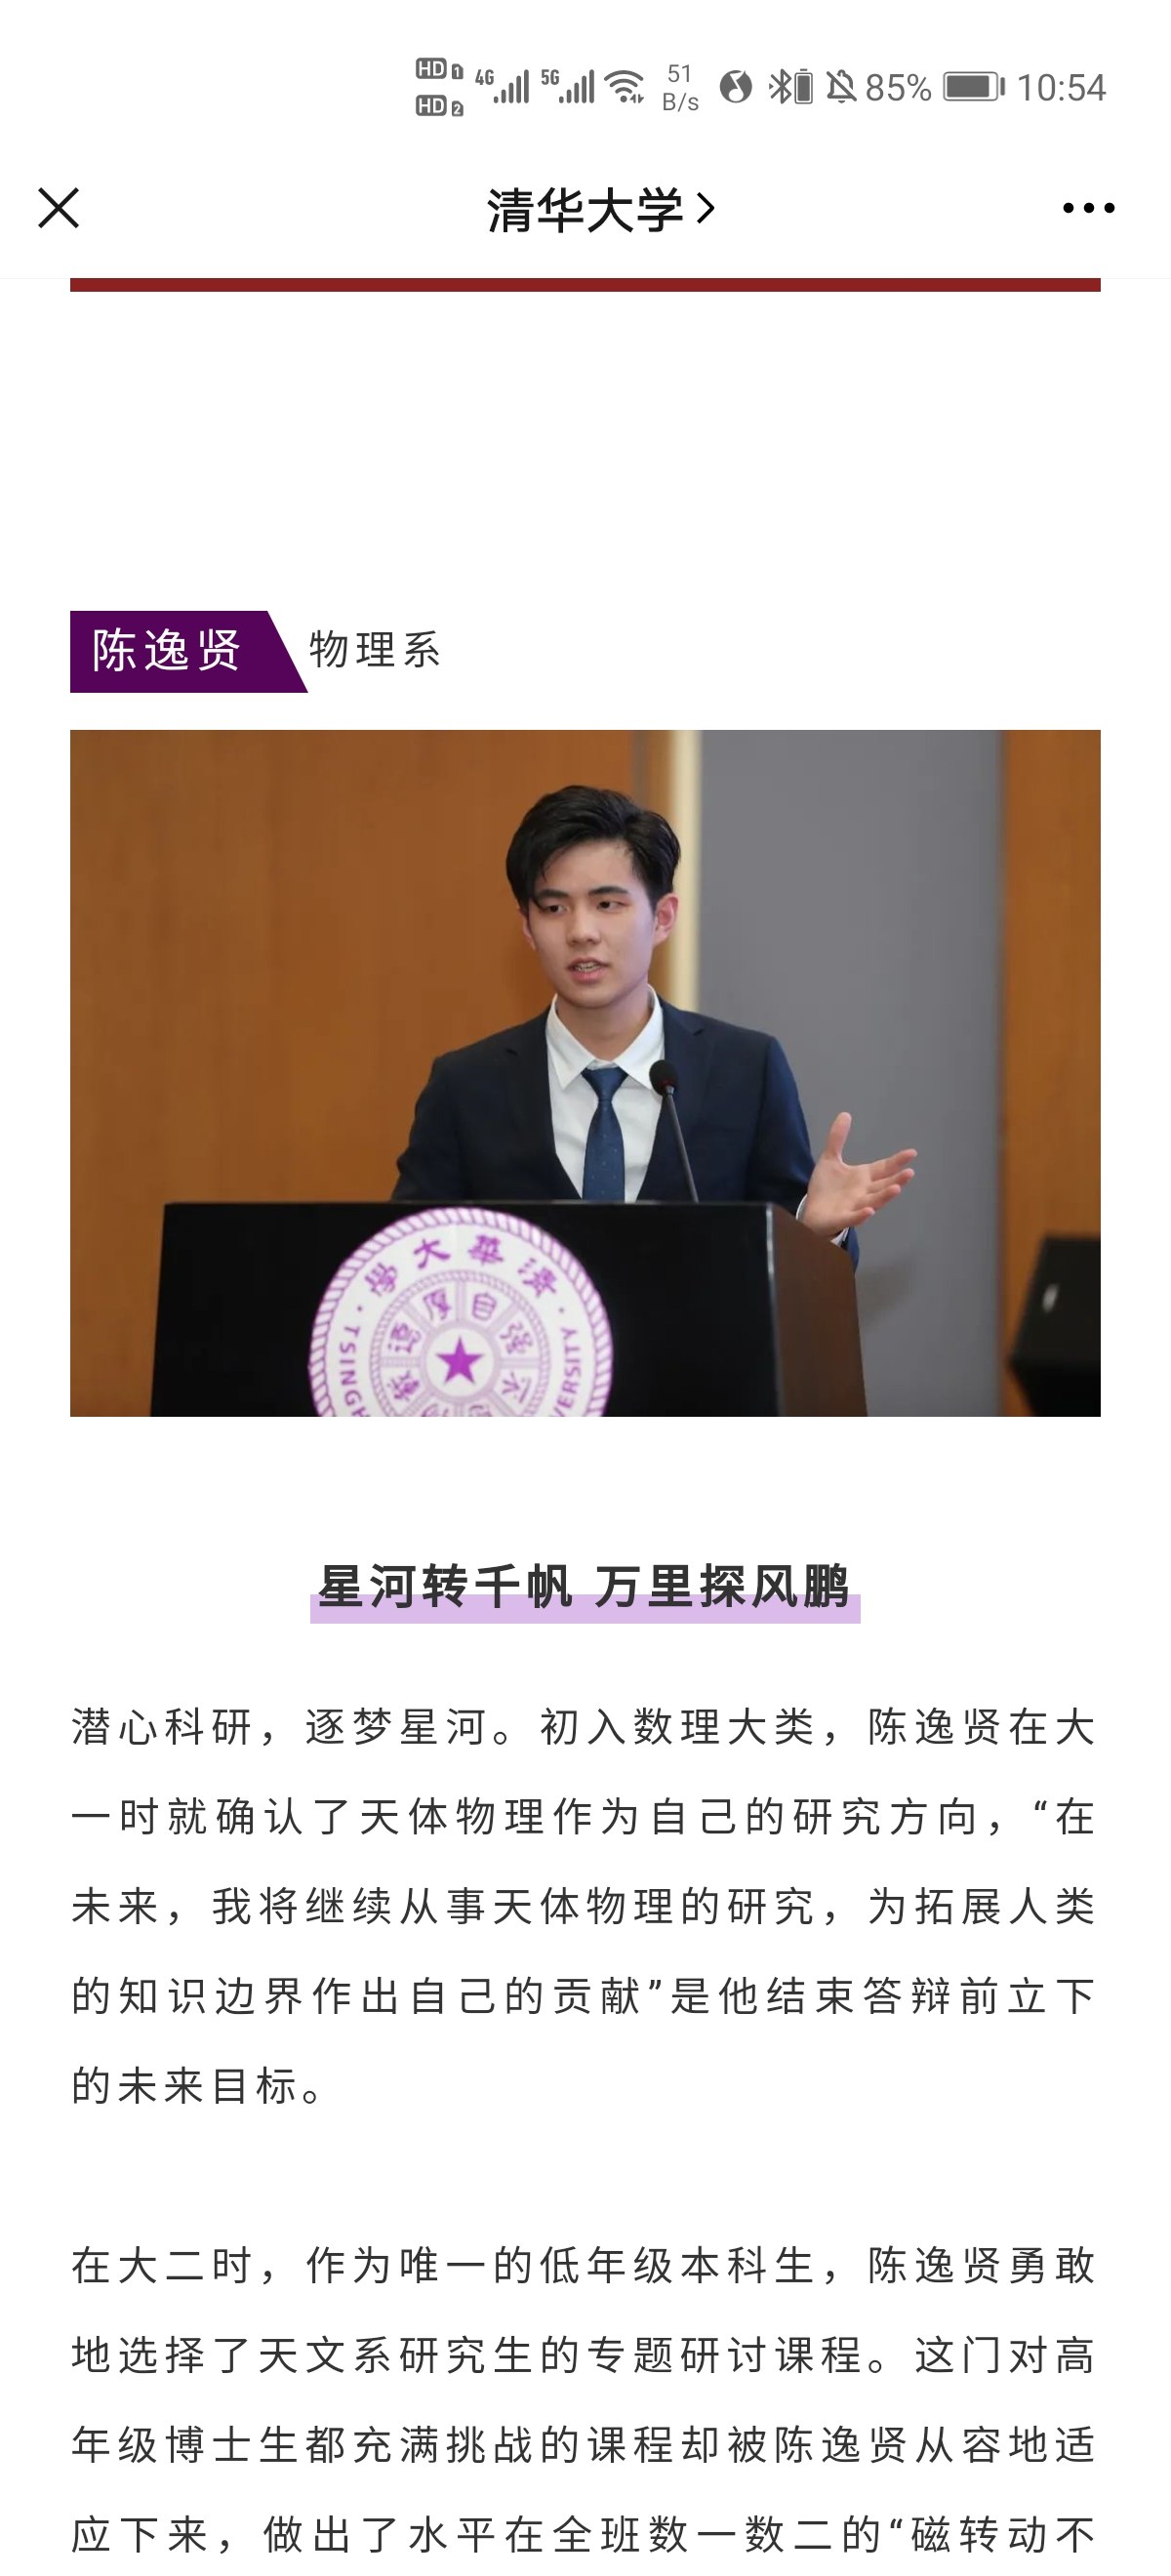 HD 1 4G 5G 51 85% 10:54
HD 2 B/s
清华大学
陈逸贤 物理系
學大華清
TSINGH VERSITY
厚自强不
星河转千帆 万里探风鹏
潜心科研，逐梦星河。初入数理大类，陈逸贤在大
一时就确认了天体物理作为自己的研究方向，“在
未来，我将继续从事天体物理的研究，为拓展人类
的知识边界作出自己的贡献”是他结束答辩前立下
的未来目标。
在大二时，作为唯一的低年级本科生，陈逸贤勇敢
地选择了天文系研究生的专题研讨课程。这门对高
年级博士生都充满挑战的课程却被陈逸贤从容地适
应下来，做出了水平在全班数一数二的“磁转动不